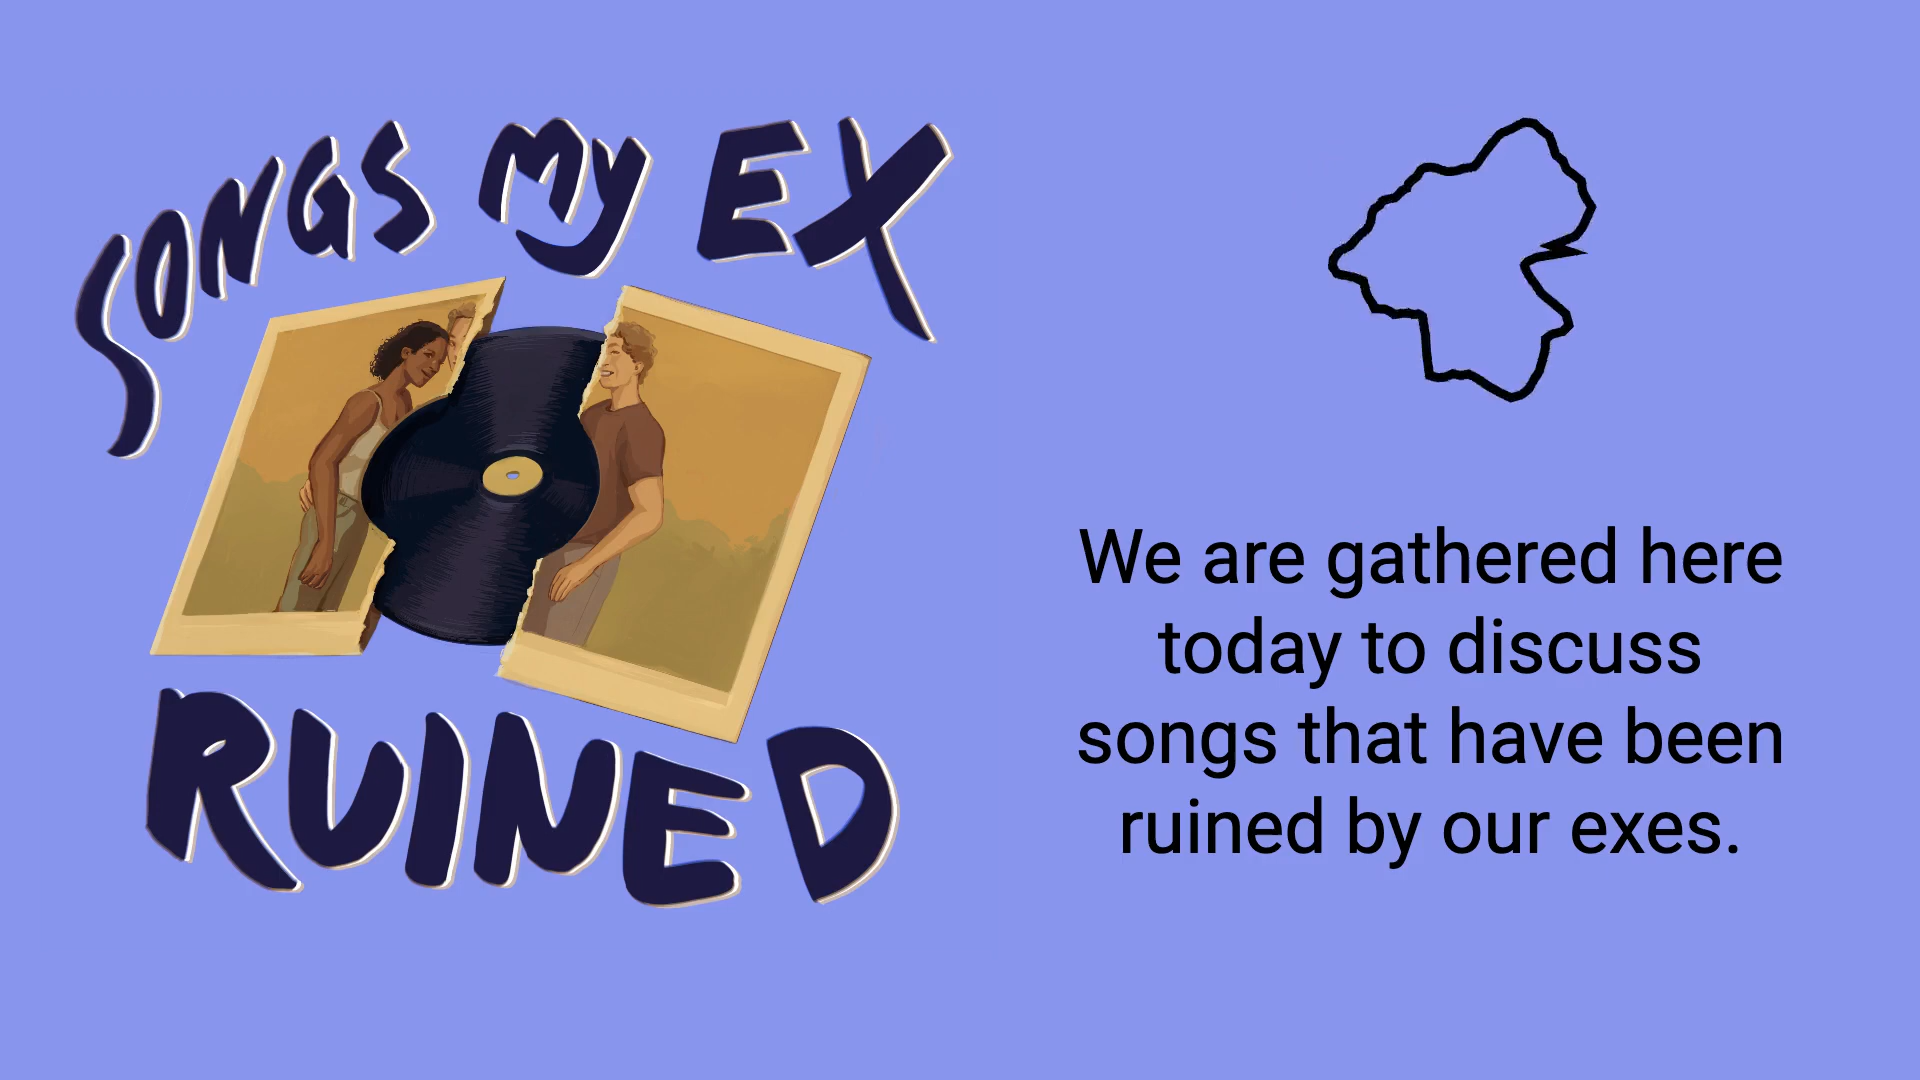 SONGS MY EX
RUINED
We are gathered here
today to discuss
songs that have been
ruined by our exes.